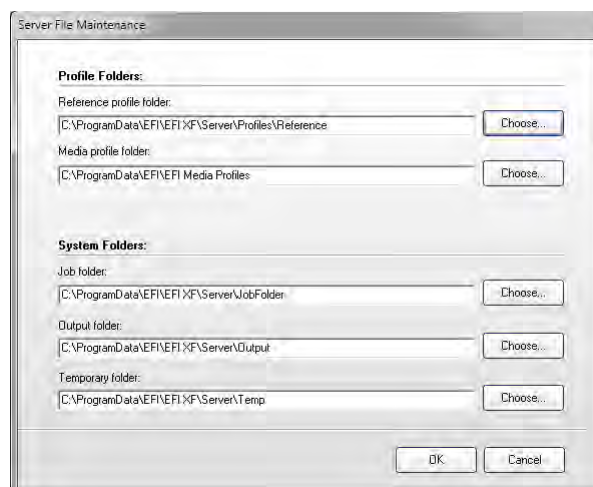 Server File Maintenance
Profile Folders:
Reference profile folder:
C:\ProgramData\EFI\EFI XF\Server\Profiles\Reference
Choose...
Media profile folder:
C:\ProgramData\EFI\EFI Media Profiles
Choose...
System Folders:
Job folder:
C:\ProgramData\EFI\EFI XF\Server\JobFolder
Choose...
Output folder:
C:\ProgramData\EFI\EFI XF\Server\Output
Choose...
Temporary folder:
C:\ProgramData\EFI\EFI XF\Server\Temp
Choose...
OK
Cancel